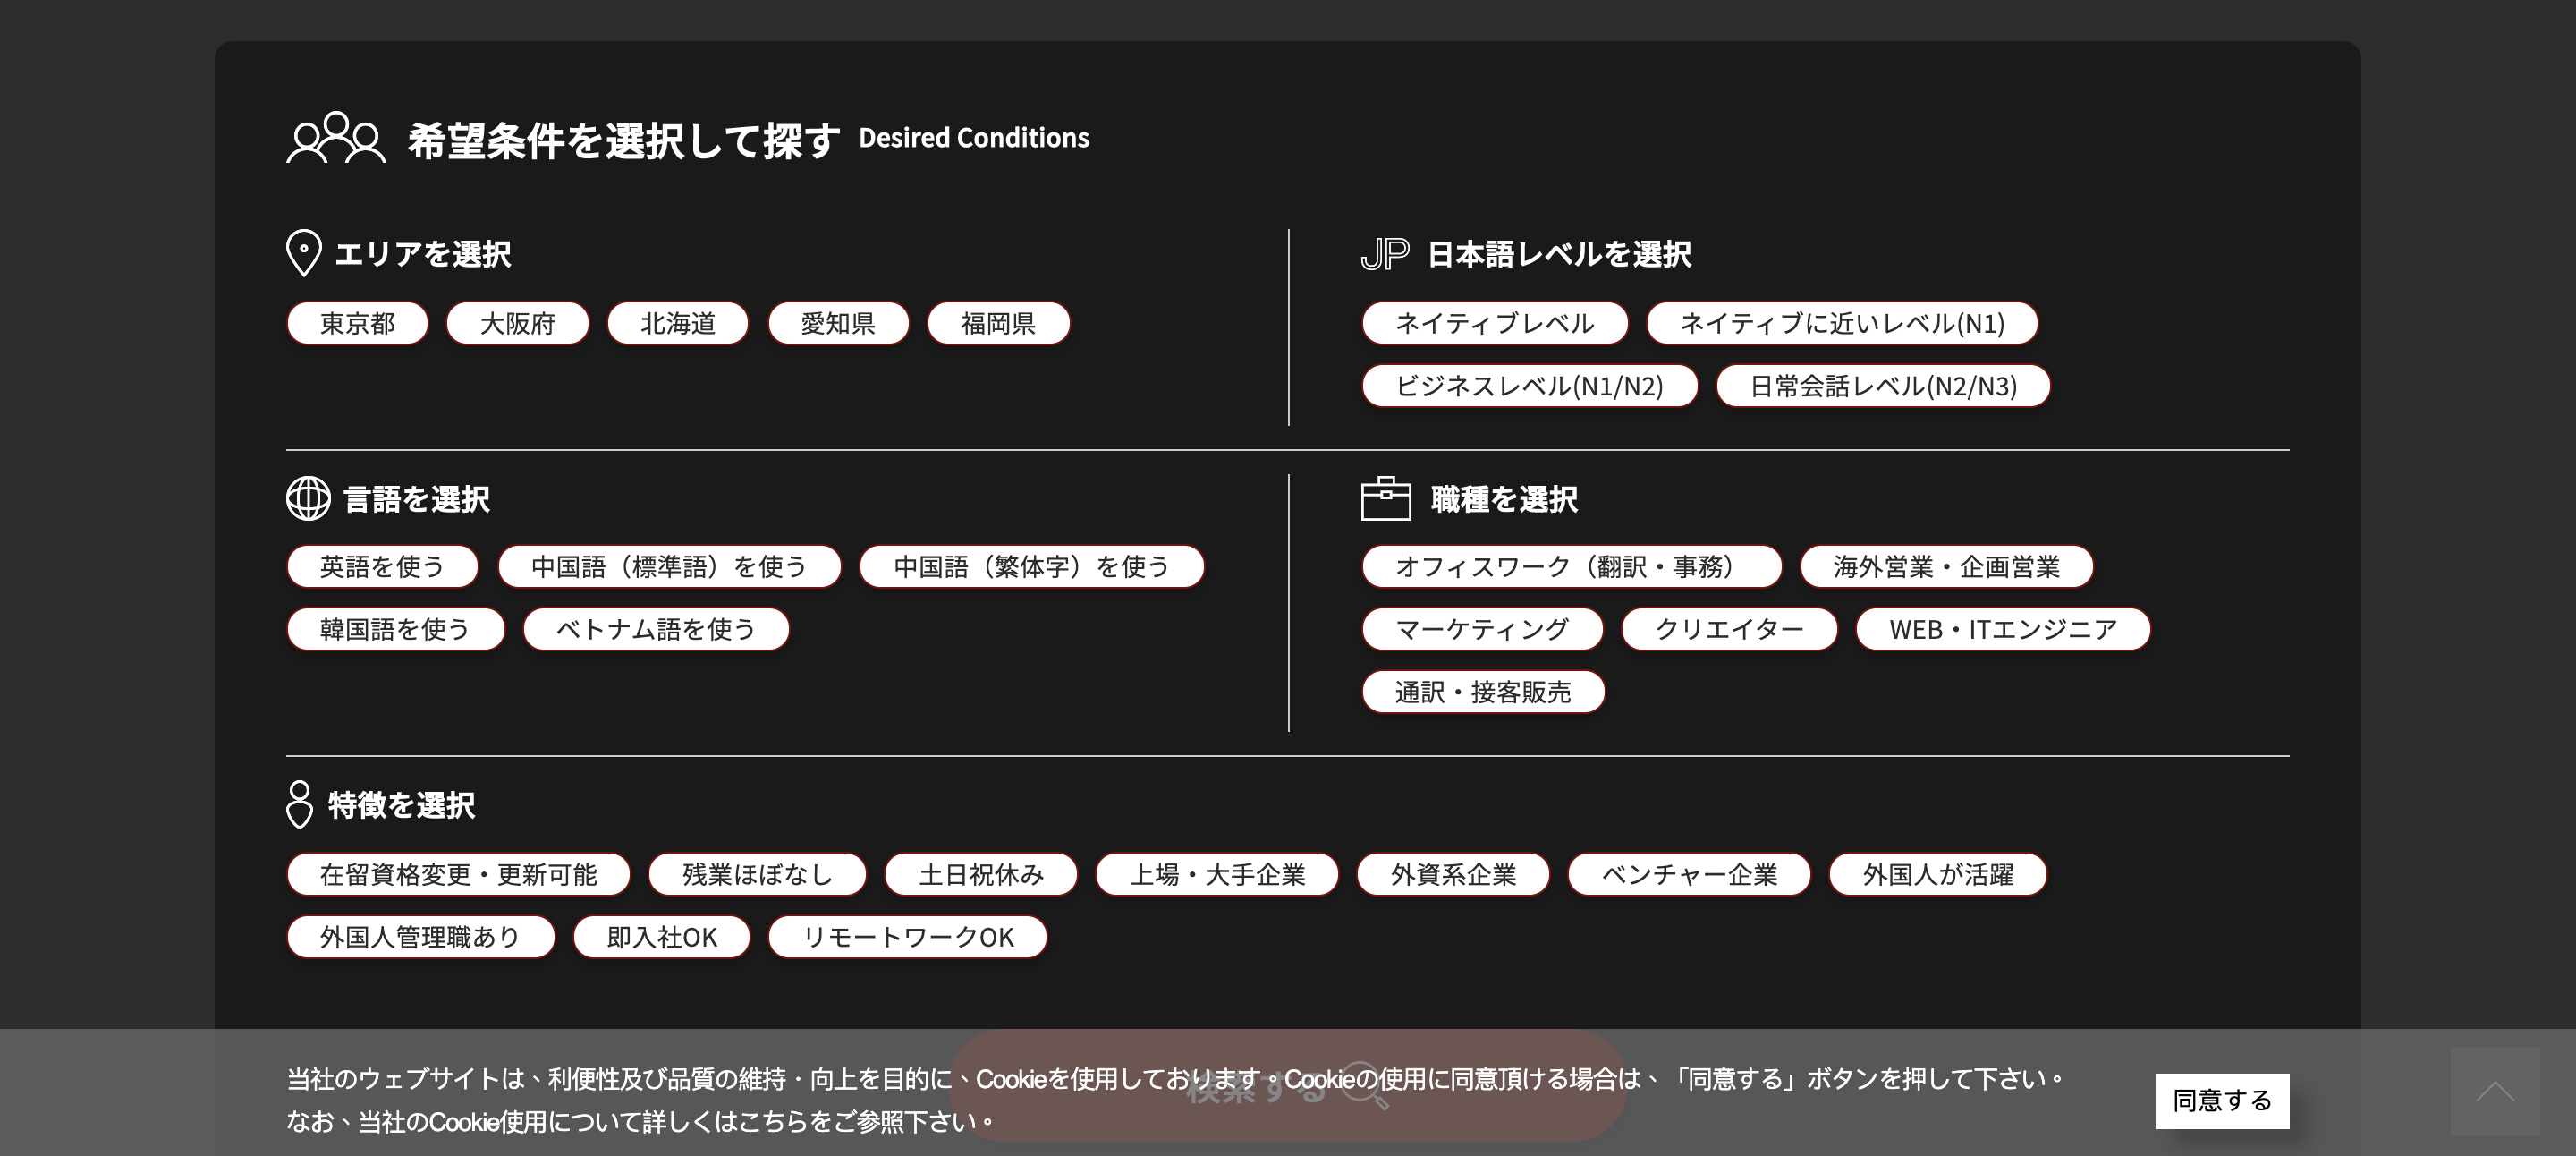 希望条件を選択して探す Desired Conditions
エリアを選択
東京都 大阪府 北海道 愛知県 福岡県
JP 日本語レベルを選択
ネイティブレベル ネイティブに近いレベル(N1)
ビジネスレベル(N1/N2) 日常会話レベル(N2/N3)
言語を選択
英語を使う 中国語（標準語）を使う 中国語（繁体字）を使う
韓国語を使う ベトナム語を使う
職種を選択
オフィスワーク（翻訳・事務） 海外営業・企画営業
マーケティング クリエイター WEB・ITエンジニア
通訳・接客販売
特徴を選択
在留資格変更・更新可能 残業ほぼなし 土日祝休み 上場・大手企業 外資系企業 ベンチャー企業 外国人が活躍
外国人管理職あり 即入社OK リモートワークOK
検索する
当社のウェブサイトは、利便性及び品質の維持・向上を目的に、Cookieを使用しております。Cookieの使用に同意頂ける場合は、「同意する」ボタンを押して下さい。
なお、当社のCookie使用について詳しくはこちらをご参照下さい。
同意する